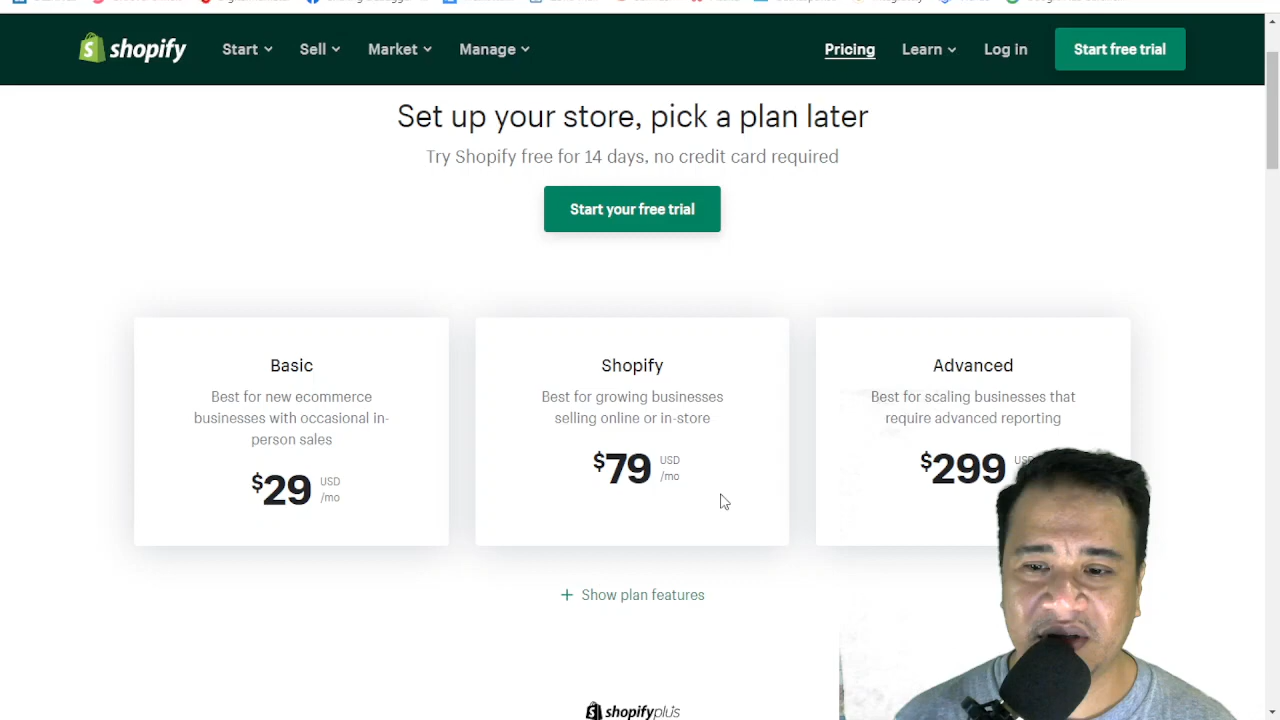 shopify
Start
Sell
Market
Manage
Pricing
Learn
Log in
Start free trial
Set up your store, pick a plan later
Try Shopify free for 14 days, no credit card required
Start your free trial
Basic
Best for new ecommerce
businesses with occasional in-
person sales
$29 USD
/mo
Shopify
Best for growing businesses
selling online or in-store
$79 USD
/mo
Advanced
Best for scaling businesses that
require advanced reporting
$299
+ Show plan features
shopifyplus